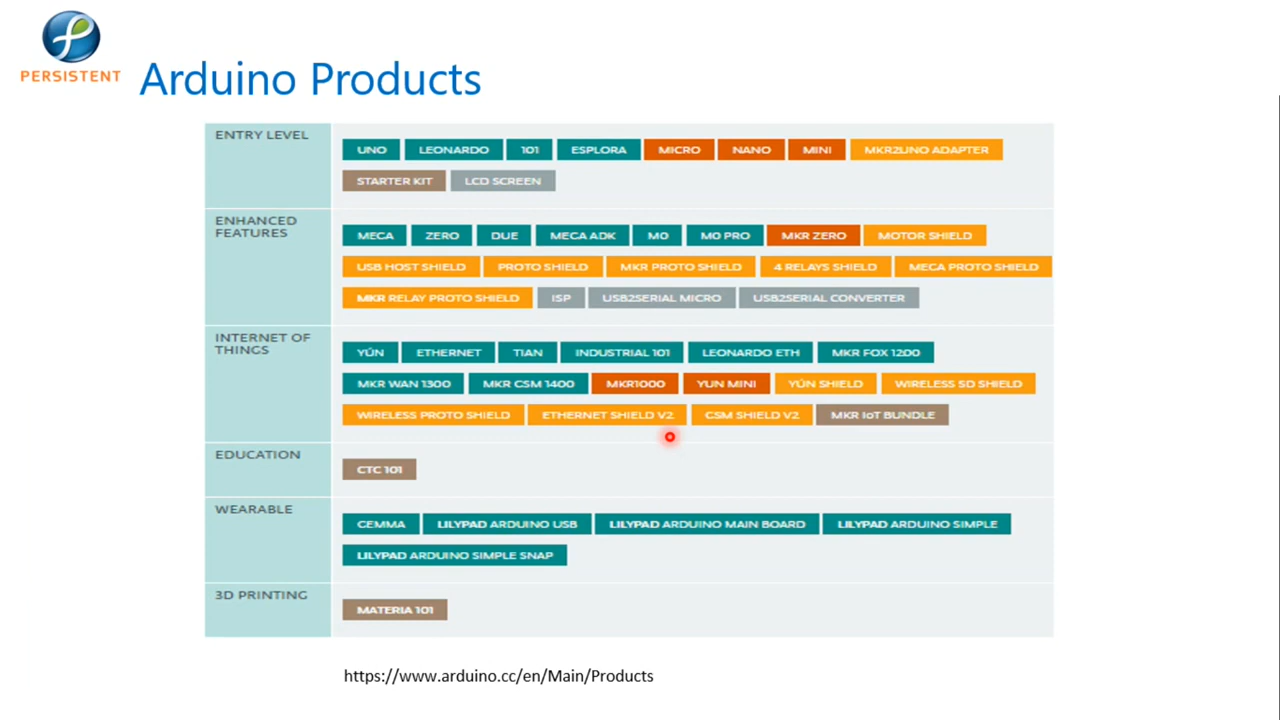 PERSISTENT
Arduino Products
ENTRY LEVEL
UNO LEONARDO 101 ESPLORA MICRO NANO MINI MKR2UNO ADAPTER
STARTER KIT LCD SCREEN
ENHANCED
FEATURES
MEGA ZERO DUE MEGA ADK M0 M0 PRO MKR ZERO MOTOR SHIELD
USB HOST SHIELD PROTO SHIELD MKR PROTO SHIELD 4 RELAYS SHIELD MEGA PROTO SHIELD
MKR RELAY PROTO SHIELD ISP USB2SERIAL MICRO USB2SERIAL CONVERTER
INTERNET OF
THINGS
YÚN ETHERNET TIAN INDUSTRIAL 101 LEONARDO ETH MKR FOX 1200
MKR WAN 1300 MKR GSM 1400 MKR1000 YUN MINI YÚN SHIELD WIRELESS SD SHIELD
WIRELESS PROTO SHIELD ETHERNET SHIELD V2 GSM SHIELD V2 MKR IoT BUNDLE
EDUCATION
CTC 101
WEARABLE
GEMMA LILYPAD ARDUINO USB LILYPAD ARDUINO MAIN BOARD LILYPAD ARDUINO SIMPLE
LILYPAD ARDUINO SIMPLE SNAP
3D PRINTING
MATERIA 101
https://www.arduino.cc/en/Main/Products